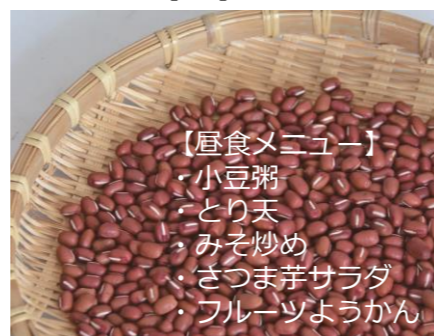 【昼食メニュー】
・小豆粥
・とり天
・みそ炒め
・さつま芋サラダ
・フルーツようかん